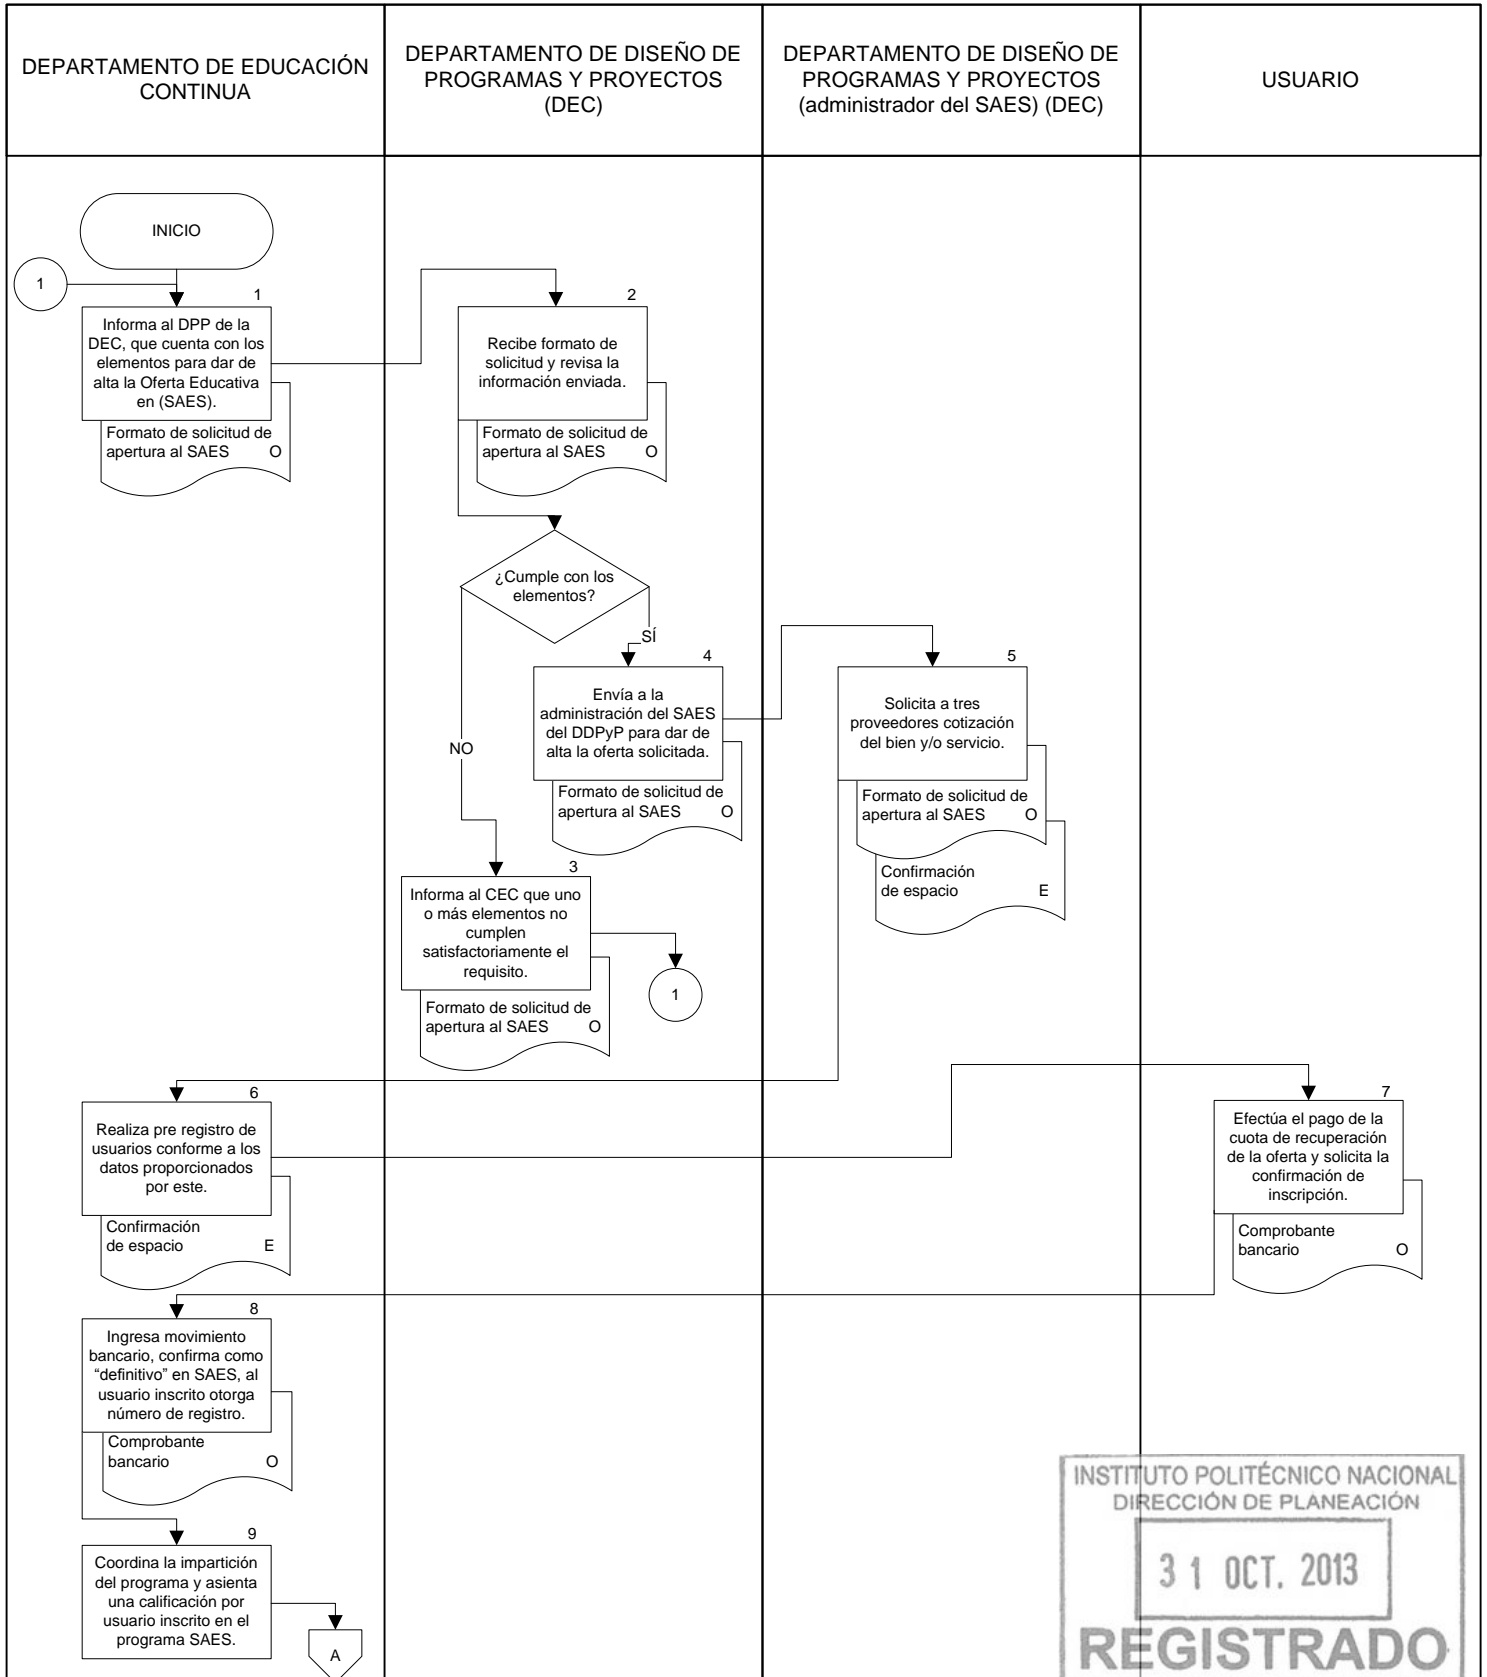 DEPARTAMENTO DE EDUCACIÓN
CONTINUA
DEPARTAMENTO DE DISEÑO DE
PROGRAMAS Y PROYECTOS
(DEC)
DEPARTAMENTO DE DISEÑO DE
PROGRAMAS Y PROYECTOS
(administrador del SAES) (DEC)
USUARIO
INICIO
1
1
Informa al DPP de la
DEC, que cuenta con los
elementos para dar de
alta la Oferta Educativa
en (SAES).
Formato de solicitud de
apertura al SAES O
2
Recibe formato de
solicitud y revisa la
información enviada.
Formato de solicitud de
apertura al SAES O
¿Cumple con los
elementos?
SÍ
NO
4
Envía a la
administración del SAES
del DDPyP para dar de
alta la oferta solicitada.
Formato de solicitud de
apertura al SAES O
5
Solicita a tres
proveedores cotización
del bien y/o servicio.
Formato de solicitud de
apertura al SAES O
Confirmación
de espacio E
3
Informa al CEC que uno
o más elementos no
cumplen
satisfactoriamente el
requisito.
Formato de solicitud de
apertura al SAES O
1
6
Realiza pre registro de
usuarios conforme a los
datos proporcionados
por este.
Confirmación
de espacio E
7
Efectúa el pago de la
cuota de recuperación
de la oferta y solicita la
confirmación de
inscripción.
Comprobante
bancario O
8
Ingresa movimiento
bancario, confirma como
“definitivo” en SAES, al
usuario inscrito otorga
número de registro.
Comprobante
bancario O
9
Coordina la impartición
del programa y asienta
una calificación por
usuario inscrito en el
programa SAES.
A
INSTITUTO POLITÉCNICO NACIONAL
DIRECCIÓN DE PLANEACIÓN
31 OCT. 2013
REGISTRADO